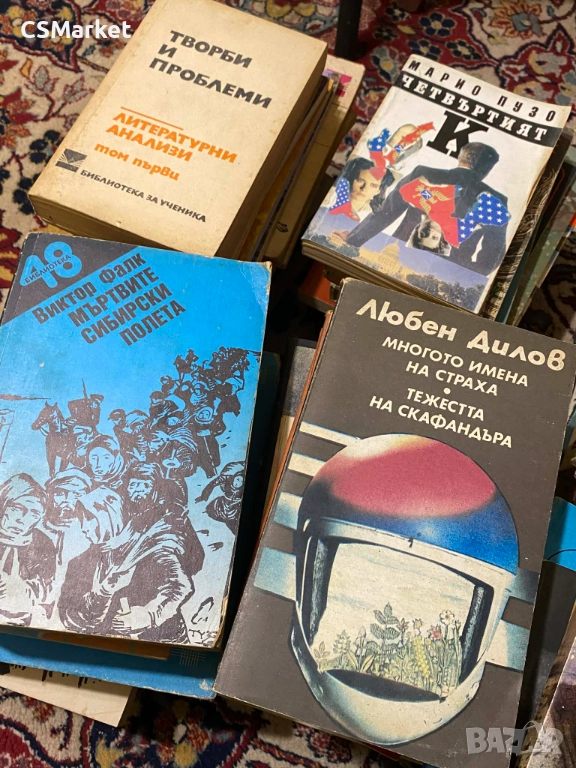 CSMarket
ТВОРБИ
И
ПРОБЛЕМИ
ЛИТЕРАТУРНИ
АНАЛИЗИ
том първи
БИБЛИОТЕКА ЗА УЧЕНИКА
МАРИО ПУЗО
ЧЕТВЪРТИЯТ
К
БИБЛИОТЕКА
48
Виктор Фалк
МЪРТВИТЕ
СИБИРСКИ
ПОЛЕТА
Любен Дилов
МНОГОТО ИМЕНА
НА СТРАХА
•
ТЕЖЕСТТА
НА СКАФАНДЪРА
BAZAR